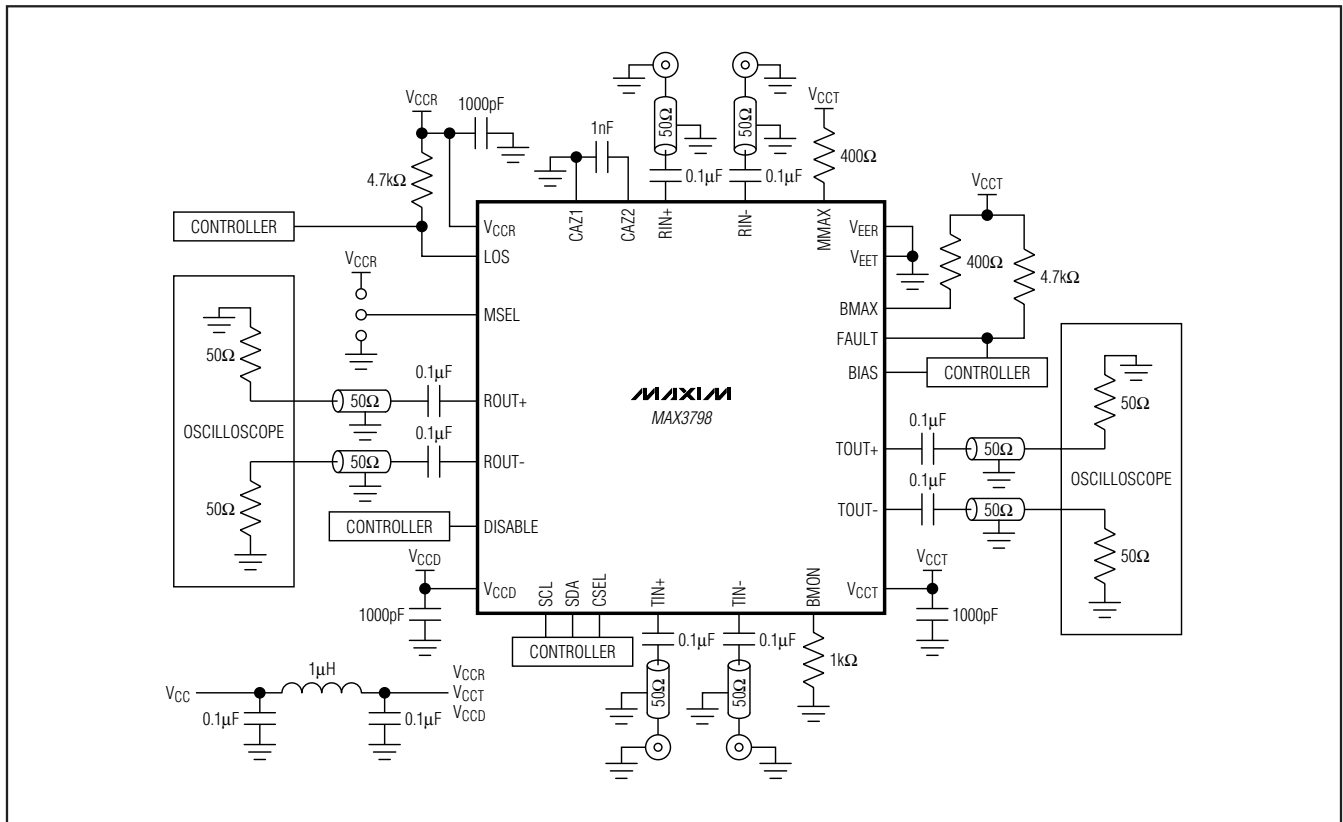 VCCR
1000pF
4.7kΩ
CONTROLLER
1nF
50Ω
0.1µF
50Ω
0.1µF
VCCT
400Ω
VCCT
400Ω
4.7kΩ
VCCR
LOS
MSEL
ROUT+
ROUT-
DISABLE
VCCD
CAZ1
CAZ2
RIN+
RIN-
MMAX
VEER
VEET
BMAX
FAULT
BIAS
TOUT+
TOUT-
VCCT
SCL
SDA
CSEL
TIN+
TIN-
BMON
MAXIM
MAX3798
VCCR
50Ω
OSCILLOSCOPE
50Ω
50Ω
0.1µF
50Ω
0.1µF
CONTROLLER
VCCD
1000pF
CONTROLLER
0.1µF
50Ω
0.1µF
50Ω
1kΩ
CONTROLLER
0.1µF
50Ω
0.1µF
50Ω
50Ω
OSCILLOSCOPE
50Ω
VCCT
1000pF
VCC
1µH
0.1µF
0.1µF
VCCR
VCCT
VCCD